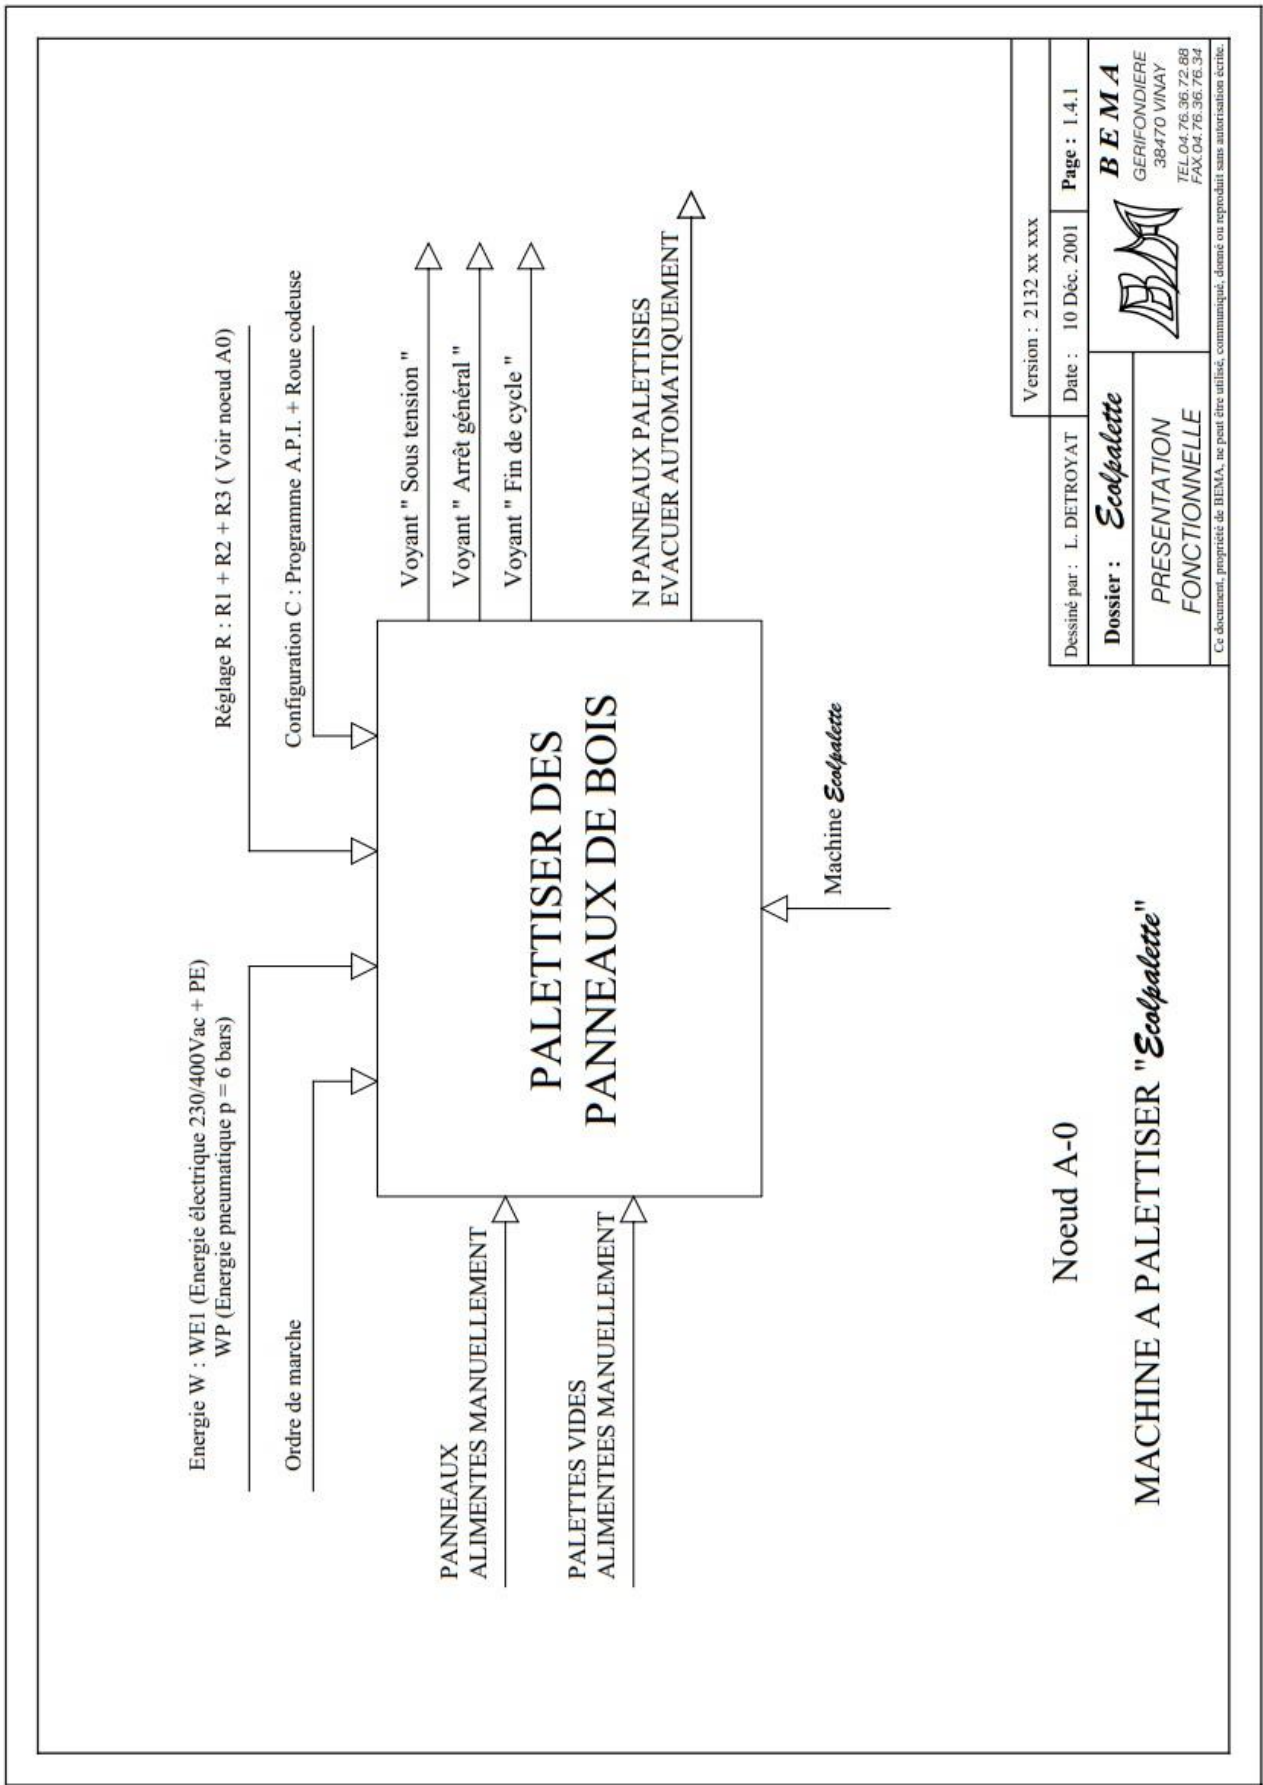 Energie W : WE1 (Energie électrique 230/400Vac + PE)
WP (Energie pneumatique p = 6 bars)
Réglage R : R1 + R2 + R3 ( Voir noeud A0)
Ordre de marche
Configuration C : Programme A.P.I. + Roue codeuse
PANNEAUX
ALIMENTES MANUELLEMENT
PALETTES VIDES
ALIMENTEES MANUELLEMENT
PALETTISER DES
PANNEAUX DE BOIS
Voyant " Sous tension "
Voyant " Arrêt général "
Voyant " Fin de cycle "
N PANNEAUX PALETTISES
EVACUER AUTOMATIQUEMENT
Machine Ecolpalette
Noeud A-0
MACHINE A PALETTISER "Ecolpalette"
Version : 2132 xx xxx
Dessiné par : L. DETROYAT
Date : 10 Déc. 2001
Page : 1.4.1
Dossier : Ecolpalette
PRESENTATION
FONCTIONNELLE
BEMA
GERIFONDIERE
38470 VINAY
TEL.04.76.36.72.88
FAX.04.76.36.76.34
Ce document, propriété de BEMA, ne peut être utilisé, communiqué, donné ou reproduit sans autorisation écrite.